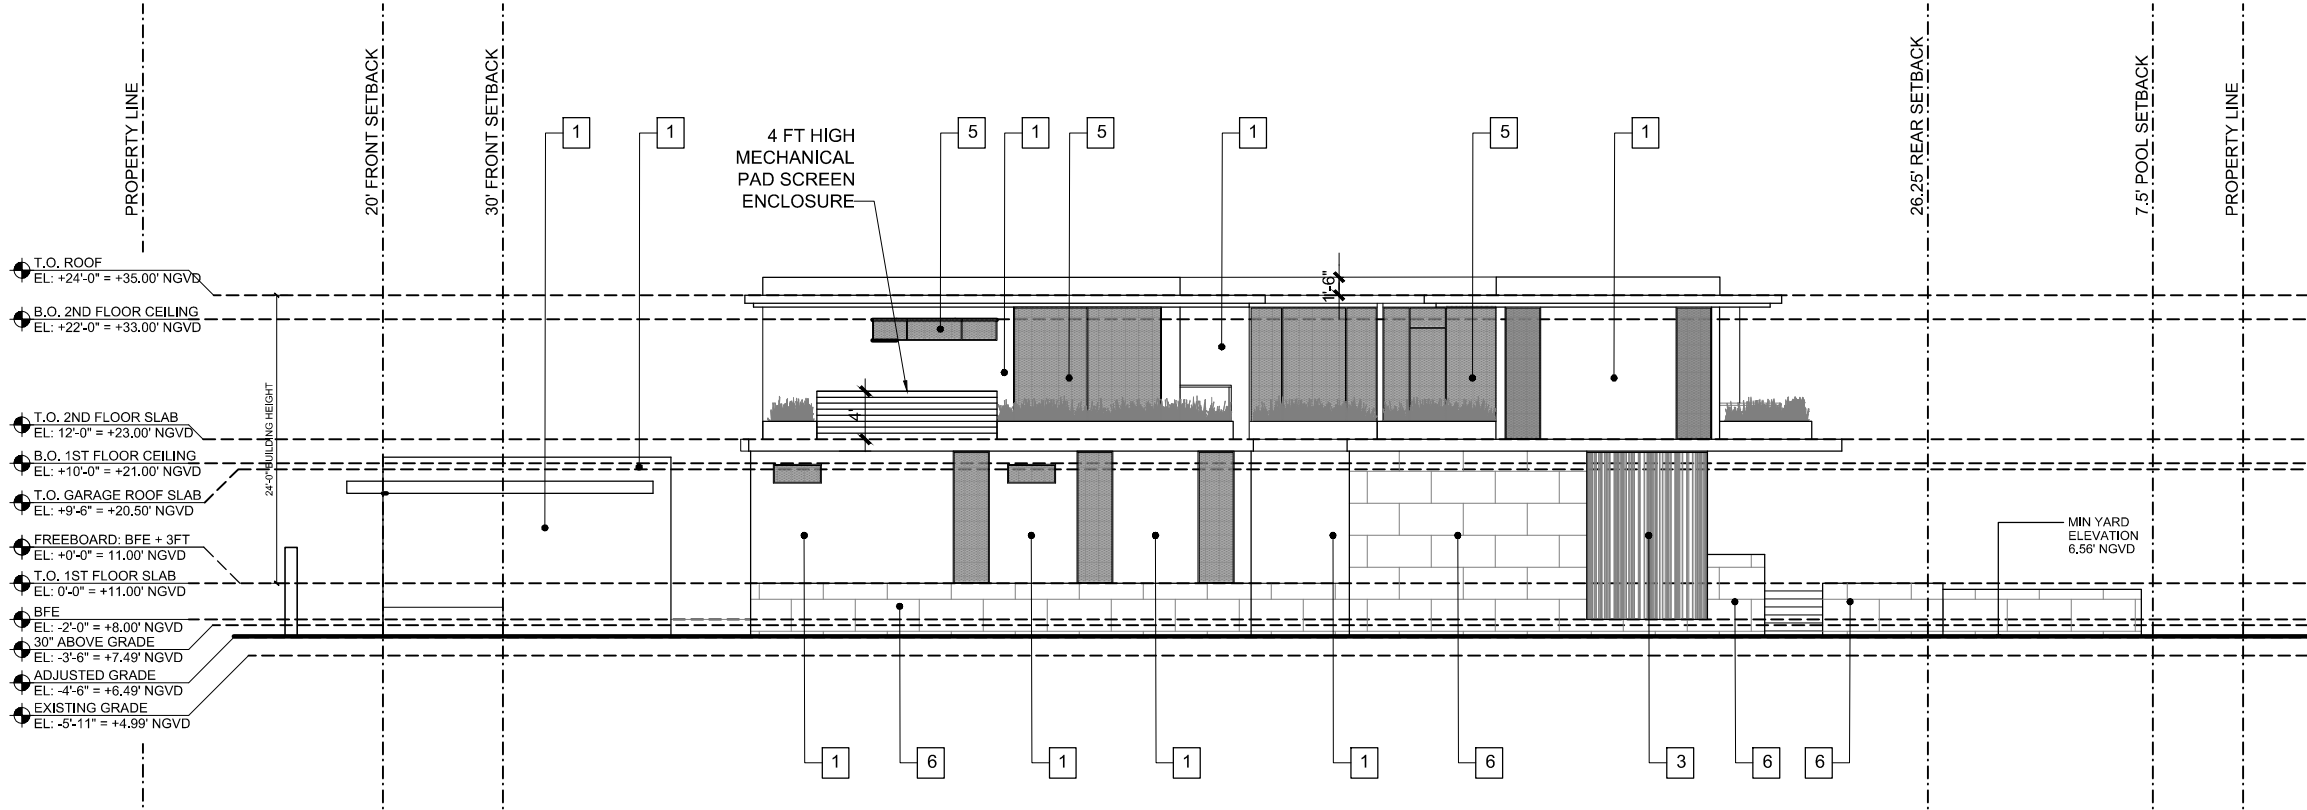 PROPERTY LINE
20' FRONT SETBACK
30' FRONT SETBACK
26.25' REAR SETBACK
7.5' POOL SETBACK
PROPERTY LINE
1
1
4 FT HIGH
MECHANICAL
PAD SCREEN
ENCLOSURE
5
1
5
1
5
1
T.O. ROOF
EL: +24'-0" = +35.00' NGVD
B.O. 2ND FLOOR CEILING
EL: +22'-0" = +33.00' NGVD
T.O. 2ND FLOOR SLAB
EL: 12'-0" = +23.00' NGVD
B.O. 1ST FLOOR CEILING
EL: +10'-0" = +21.00' NGVD
T.O. GARAGE ROOF SLAB
EL: +9'-6" = +20.50' NGVD
FREEBOARD: BFE + 3FT
EL: +0'-0" = 11.00' NGVD
T.O. 1ST FLOOR SLAB
EL: 0'-0" = +11.00' NGVD
BFE
EL: -2'-0" = +8.00' NGVD
30" ABOVE GRADE
EL: -3'-6" = +7.49' NGVD
ADJUSTED GRADE
EL: -4'-6" = +6.49' NGVD
EXISTING GRADE
EL: -5'-11" = +4.99' NGVD
24'-0" BUILDING HEIGHT
1'-6"
4'
MIN YARD
ELEVATION
6.56' NGVD
1
6
1
1
1
6
3
6
6